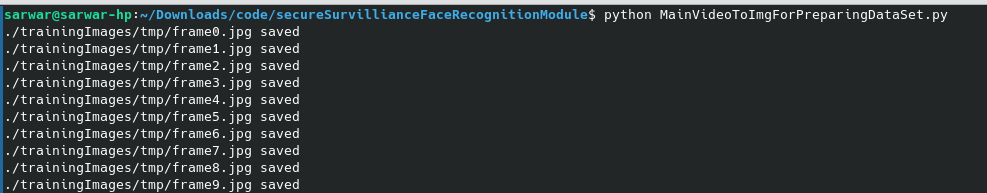 sarwar@sarwar-hp:~/Downloads/code/secureSurvillianceFaceRecognitionModule$ python MainVideoToImgForPreparingDataSet.py
./trainingImages/tmp/frame0.jpg saved
./trainingImages/tmp/frame1.jpg saved
./trainingImages/tmp/frame2.jpg saved
./trainingImages/tmp/frame3.jpg saved
./trainingImages/tmp/frame4.jpg saved
./trainingImages/tmp/frame5.jpg saved
./trainingImages/tmp/frame6.jpg saved
./trainingImages/tmp/frame7.jpg saved
./trainingImages/tmp/frame8.jpg saved
./trainingImages/tmp/frame9.jpg saved